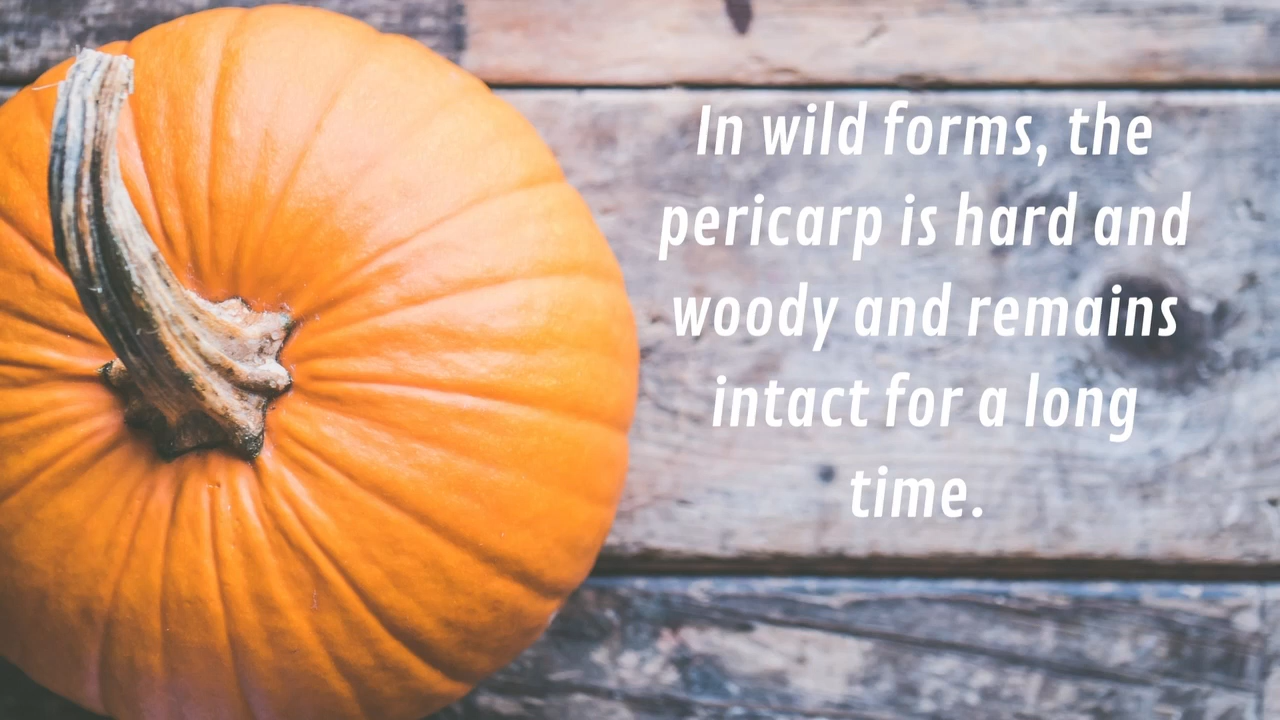 In wild forms, the
pericarp is hard and
woody and remains
intact for a long
time.